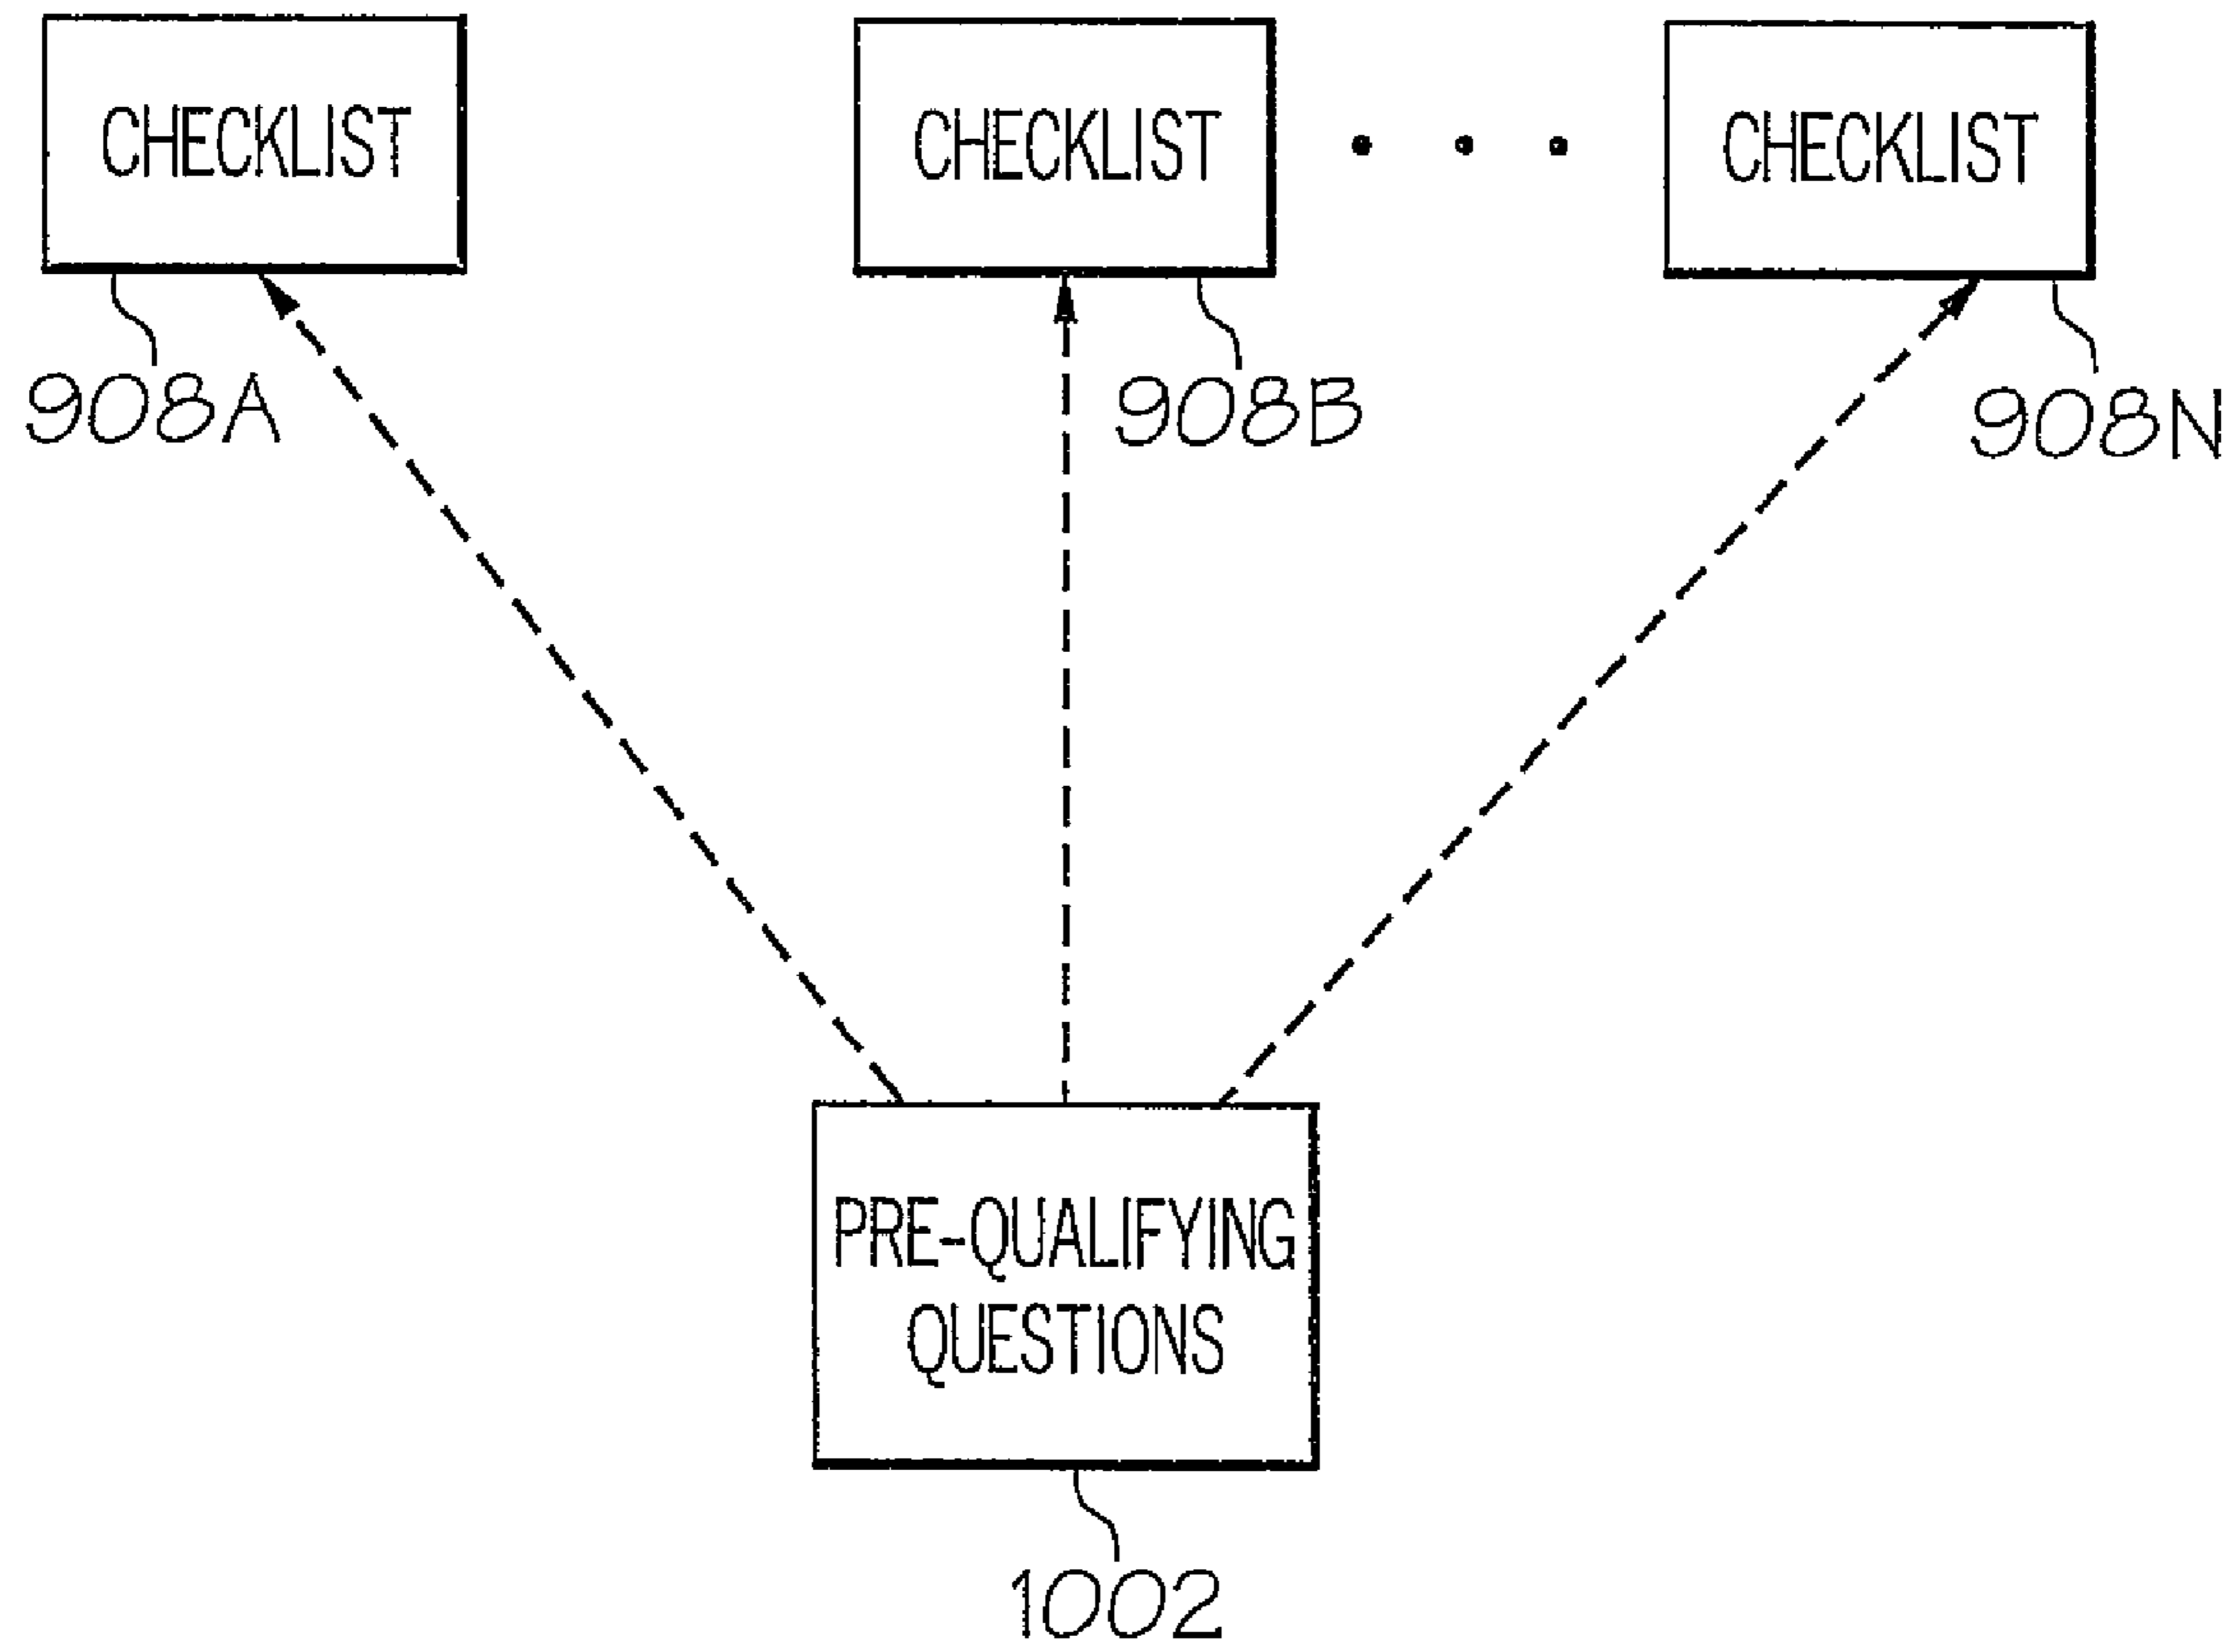 CHECKLIST
CHECKLIST
CHECKLIST
908A
908B
908N
PRE-QUALIFYING
QUESTIONS
1002